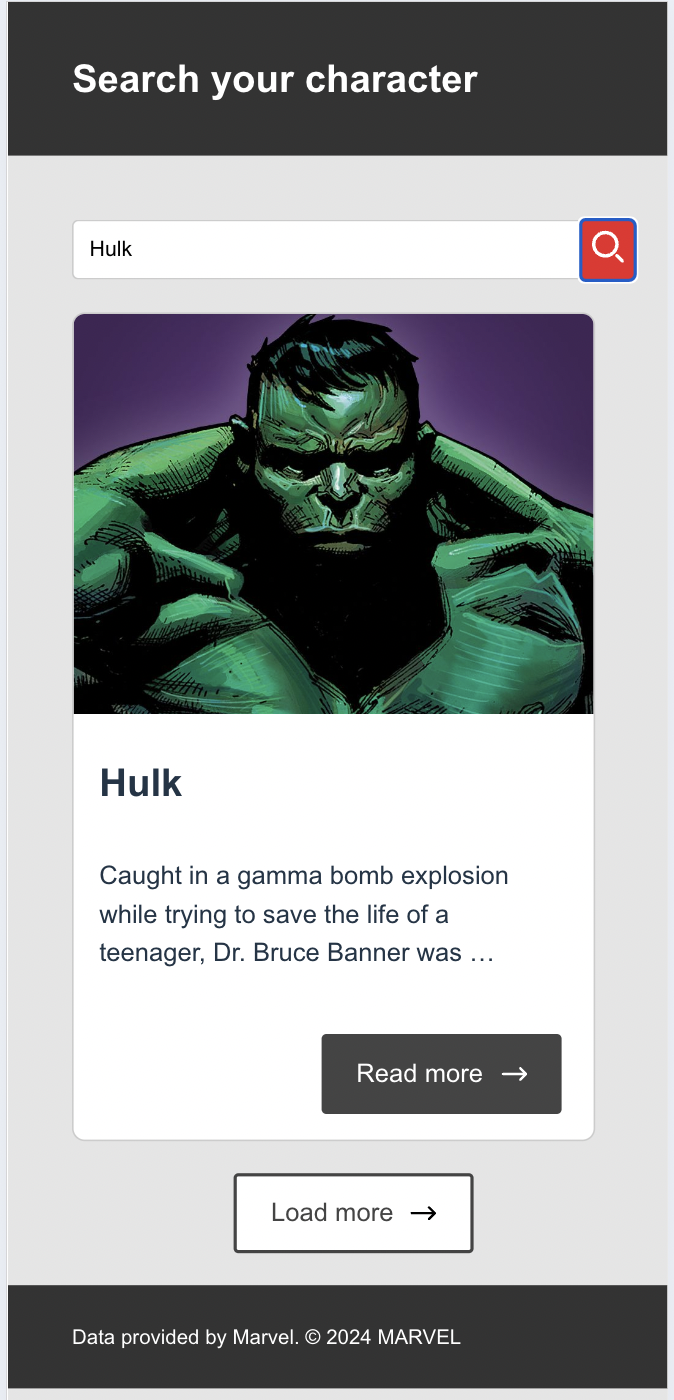 Search your character
Hulk
Hulk
Caught in a gamma bomb explosion
while trying to save the life of a
teenager, Dr. Bruce Banner was …
Read more
Load more
Data provided by Marvel. © 2024 MARVEL